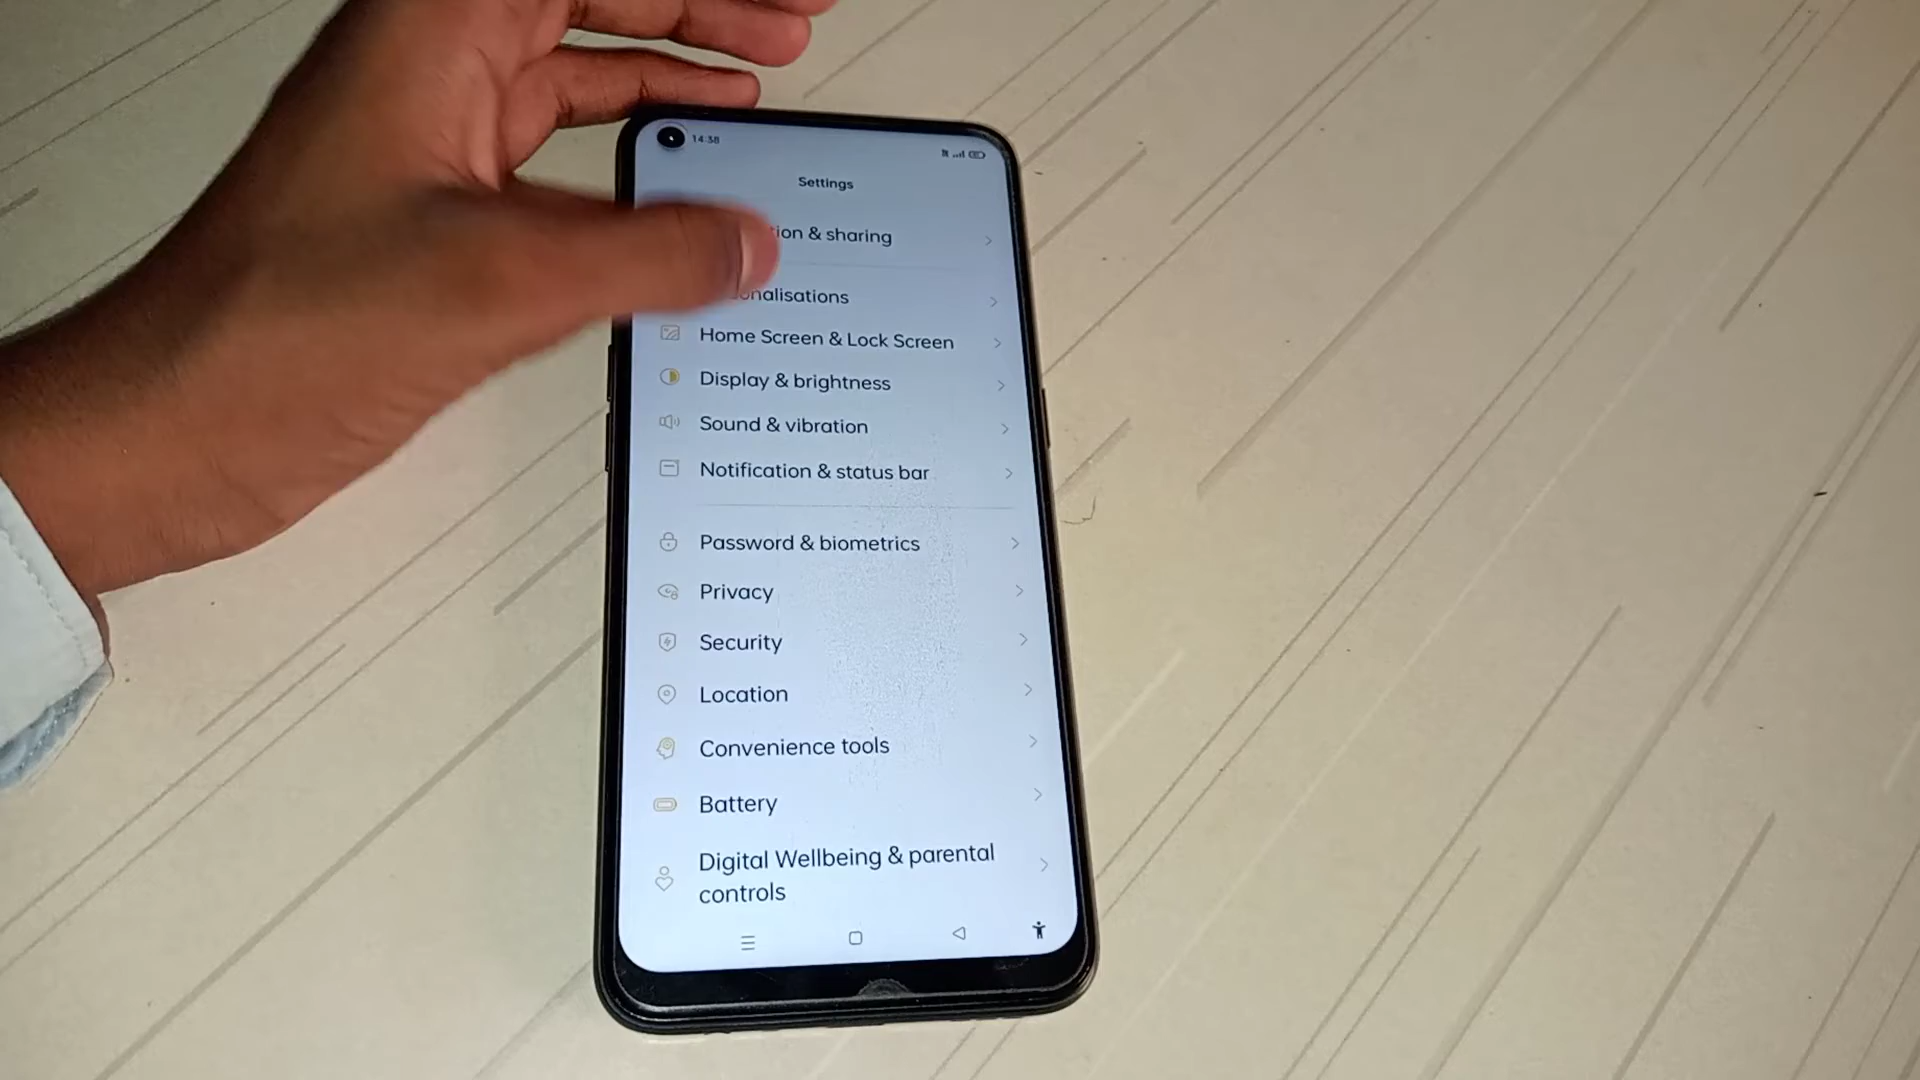 14:38
Settings
ion & sharing
onalisations
Home Screen & Lock Screen
Display & brightness
Sound & vibration
Notification & status bar
Password & biometrics
Privacy
Security
Location
Convenience tools
Battery
Digital Wellbeing & parental
controls